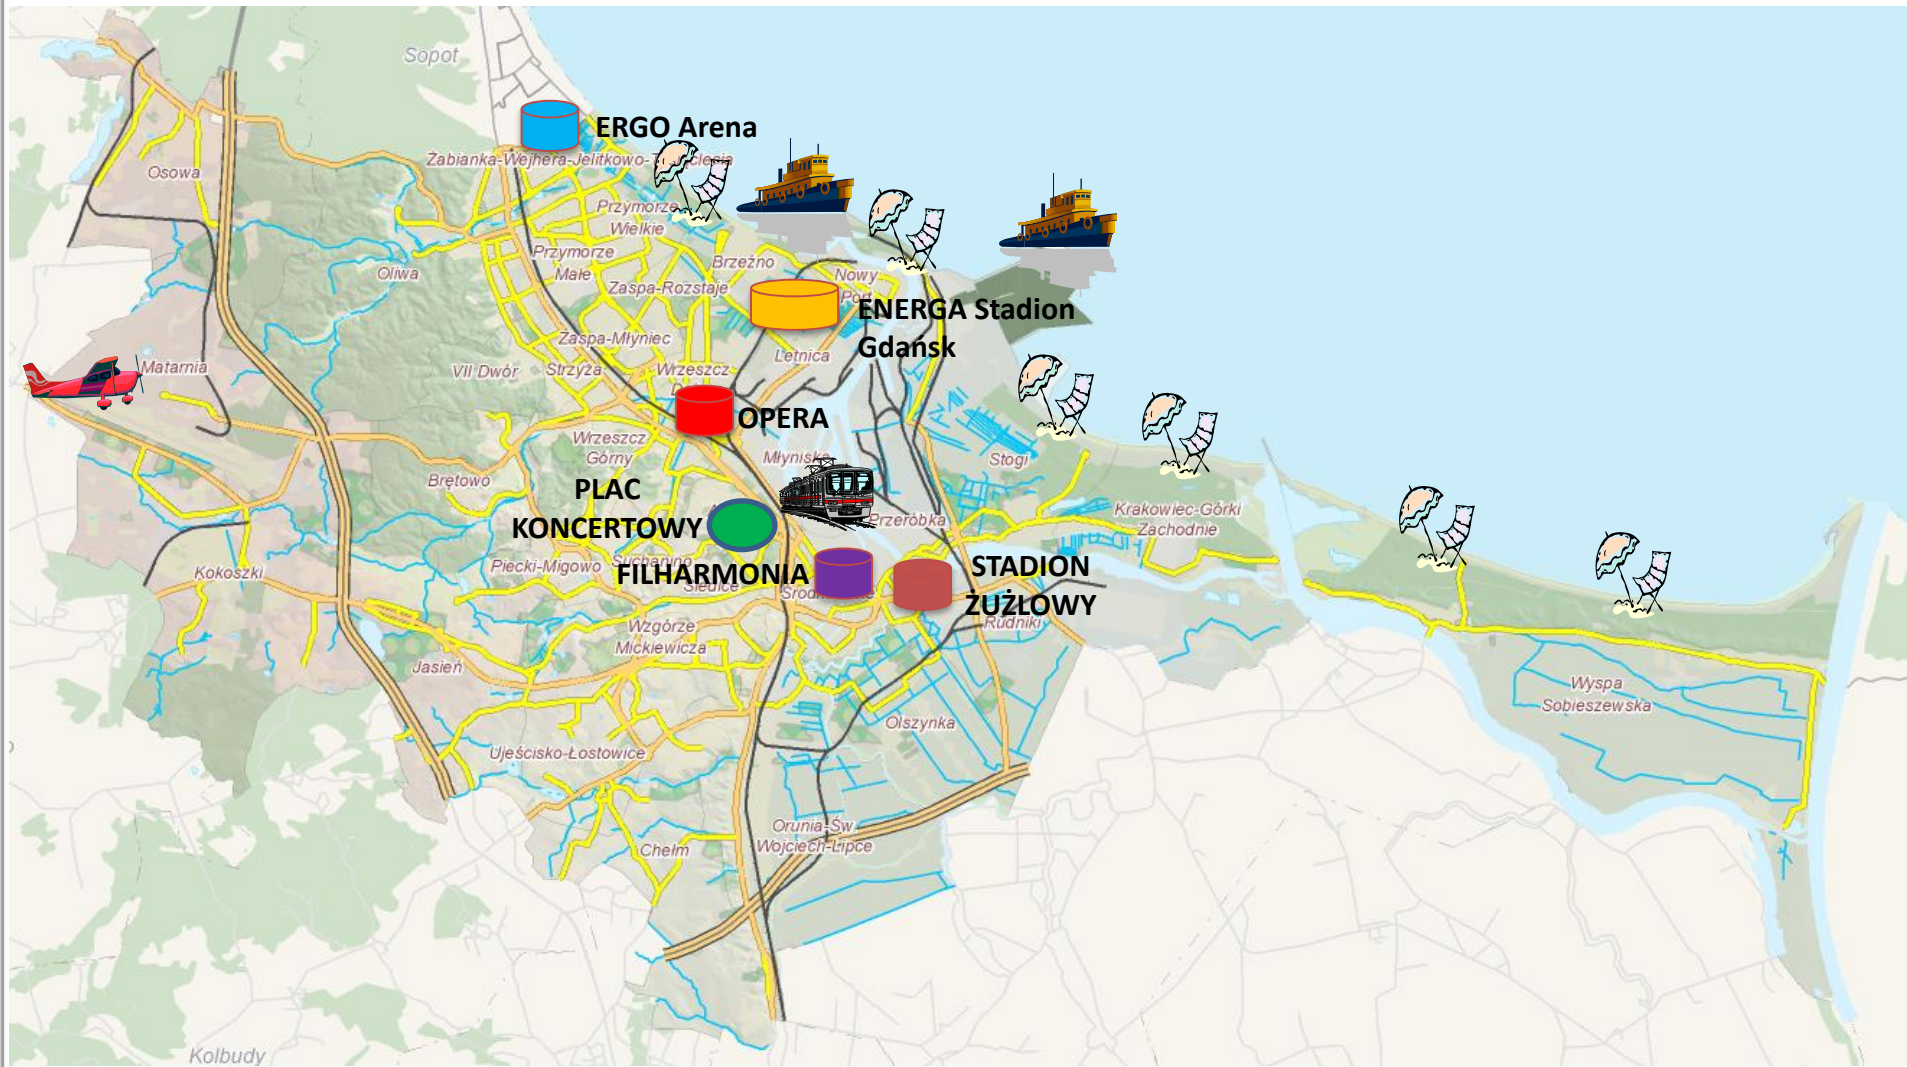 Sopot
ERGO Arena
Żabianka-Wejhera-Jelitkowo-T
Osowa
Przymorze
Wielkie
Przymorze
Małe
Oliwa
Brzeźno
Nowy
Port
Zaspa-Rozstaje
ENERGA Stadion
Gdańsk
Zaspa-Młyniec
Letnica
Matarnia
VII Dwór
Strzyża
Wrzeszcz
OPERA
Wrzeszcz
Górny
Młyniska
Stogi
Brętowo
PLAC
KONCERTOWY
Przeróbka
Krakowiec-Górki
Zachodnie
Kokoszki
Piecki-Migowo
Suchanino
Siedlce
FILHARMONIA
STADION
ŻUŻLOWY
Rudniki
Wzgórze
Mickiewicza
Jasień
Wyspa
Sobieszewska
Olszynka
Ujeścisko-Łostowice
Orunia-Św.
Wojciech-Lipce
Chełm
Kolbudy